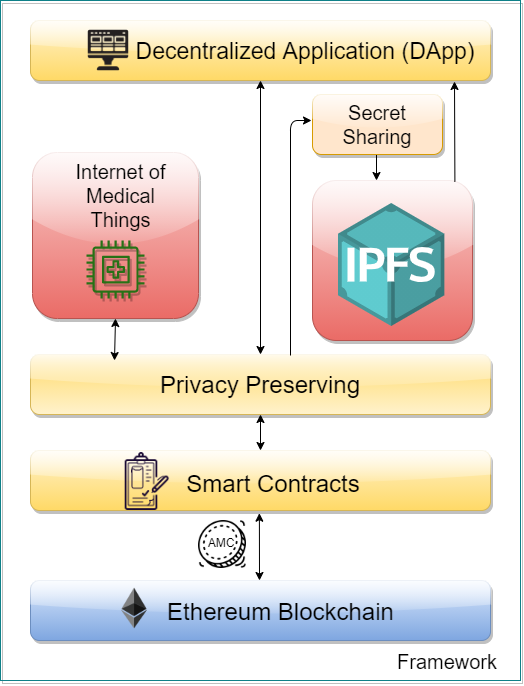 Decentralized Application (DApp)
Secret
Sharing
Internet of
Medical
Things
IPFS
Privacy Preserving
Smart Contracts
AMC
Ethereum Blockchain
Framework